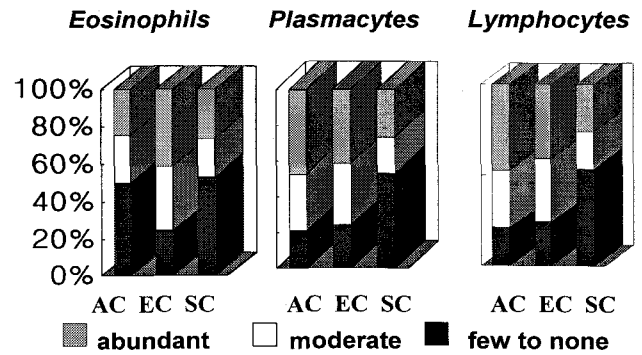 Eosinophils Plasmacytes Lymphocytes
100%
80%
60%
40%
20%
0%
AC EC SC AC EC SC AC EC SC
abundant moderate few to none